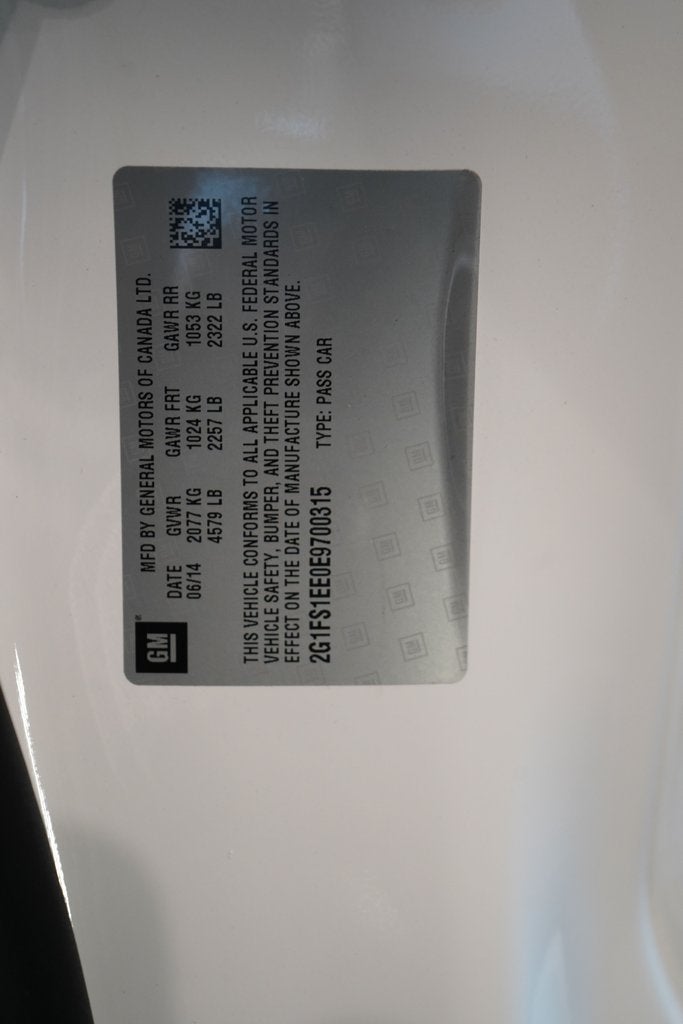 GM
MFD BY GENERAL MOTORS OF CANADA LTD.
DATE GVWR GAWR FRT GAWR RR
06/14 2077 KG 1024 KG 1053 KG
4579 LB 2257 LB 2322 LB
THIS VEHICLE CONFORMS TO ALL APPLICABLE U.S. FEDERAL MOTOR
VEHICLE SAFETY, BUMPER, AND THEFT PREVENTION STANDARDS IN
EFFECT ON THE DATE OF MANUFACTURE SHOWN ABOVE.
2G1FS1EE0E9700315 TYPE: PASS CAR